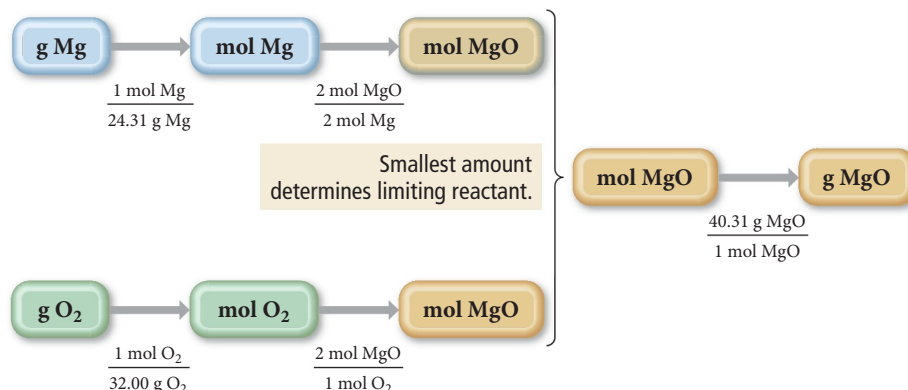 g Mg
mol Mg
mol MgO
1 mol Mg
24.31 g Mg
2 mol MgO
2 mol Mg
Smallest amount
determines limiting reactant.
mol MgO
g MgO
40.31 g MgO
1 mol MgO
g O₂
mol O₂
mol MgO
1 mol O₂
32.00 g O₂
2 mol MgO
1 mol O₂